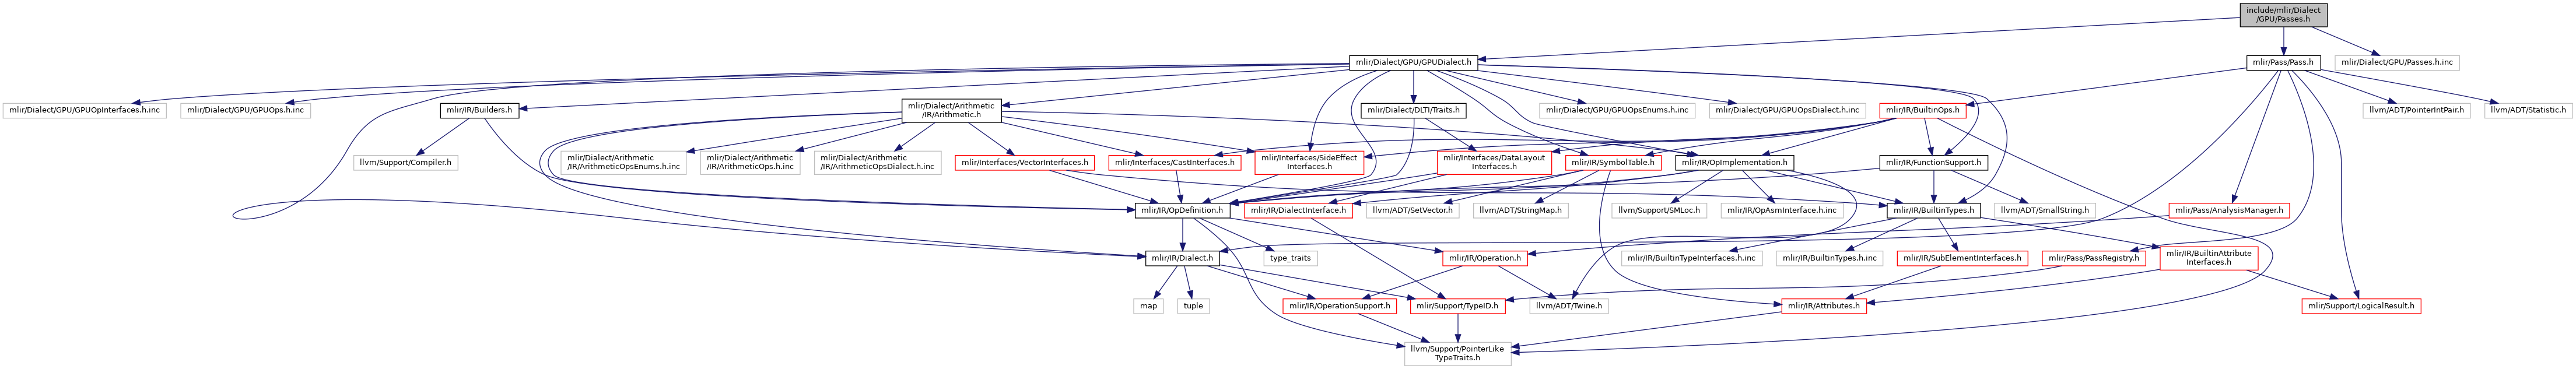 include/mlir/Dialect
/GPU/Passes.h
mlir/Dialect/GPU/GPUDialect.h
mlir/Pass/Pass.h
mlir/Dialect/GPU/Passes.h.inc
mlir/Dialect/GPU/GPUOpInterfaces.h.inc
mlir/Dialect/GPU/GPUOps.h.inc
mlir/IR/Builders.h
mlir/Dialect/Arithmetic
/IR/Arithmetic.h
mlir/Dialect/DLTI/Traits.h
mlir/Dialect/GPU/GPUOpsEnums.h.inc
mlir/Dialect/GPU/GPUOpsDialect.h.inc
mlir/IR/BuiltinOps.h
llvm/ADT/PointerIntPair.h
llvm/ADT/Statistic.h
llvm/Support/Compiler.h
mlir/Dialect/Arithmetic
/IR/ArithmeticOpsEnums.h.inc
mlir/Dialect/Arithmetic
/IR/ArithmeticOps.h.inc
mlir/Dialect/Arithmetic
/IR/ArithmeticOpsDialect.h.inc
mlir/Interfaces/VectorInterfaces.h
mlir/Interfaces/CastInterfaces.h
mlir/Interfaces/SideEffect
Interfaces.h
mlir/Interfaces/DataLayout
Interfaces.h
mlir/IR/SymbolTable.h
mlir/IR/OpImplementation.h
mlir/IR/FunctionSupport.h
mlir/IR/OpDefinition.h
mlir/IR/DialectInterface.h
llvm/ADT/SetVector.h
llvm/ADT/StringMap.h
llvm/Support/SMLoc.h
mlir/IR/OpAsmInterface.h.inc
mlir/IR/BuiltinTypes.h
llvm/ADT/SmallString.h
mlir/Pass/AnalysisManager.h
mlir/IR/Dialect.h
type_traits
mlir/IR/Operation.h
mlir/IR/BuiltinTypeInterfaces.h.inc
mlir/IR/BuiltinTypes.h.inc
mlir/IR/SubElementInterfaces.h
mlir/Pass/PassRegistry.h
mlir/IR/BuiltinAttribute
Interfaces.h
map
tuple
mlir/IR/OperationSupport.h
mlir/Support/TypeID.h
llvm/ADT/Twine.h
mlir/IR/Attributes.h
mlir/Support/LogicalResult.h
llvm/Support/PointerLike
TypeTraits.h